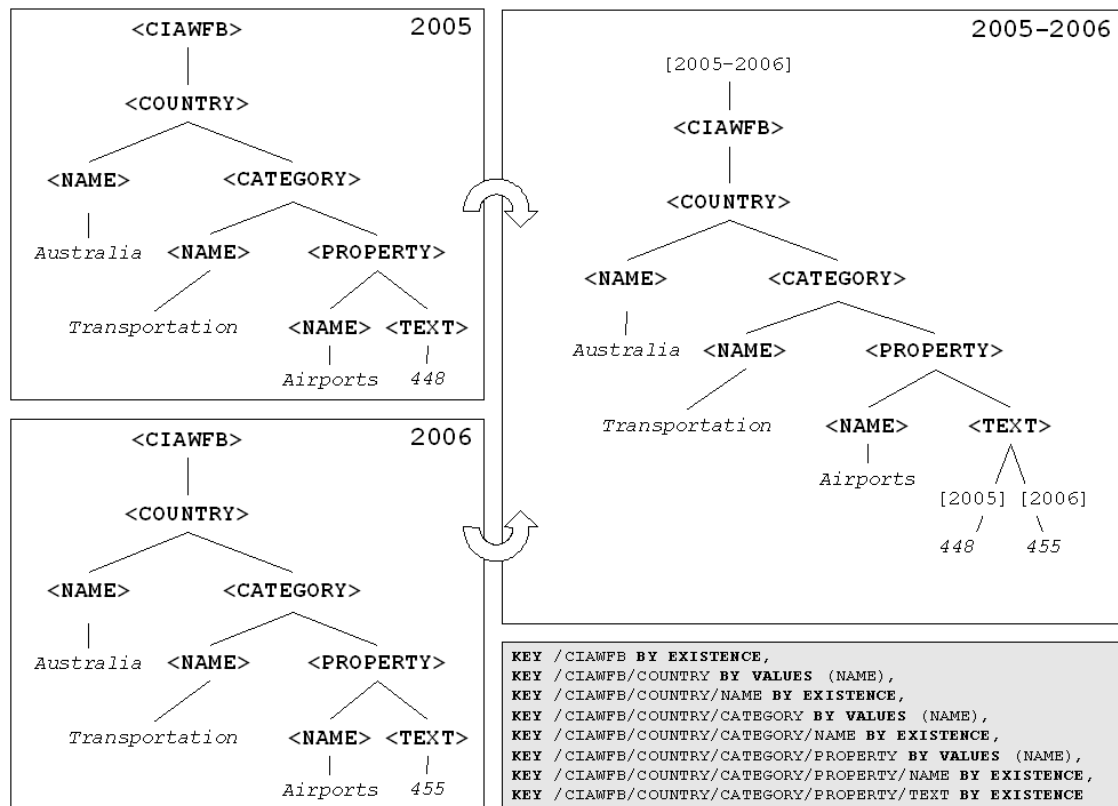 2005
<CIAWFB>
<COUNTRY>
<NAME> <CATEGORY>
Australia <NAME> <PROPERTY>
Transportation <NAME> <TEXT>
Airports 448
2006
<CIAWFB>
<COUNTRY>
<NAME> <CATEGORY>
Australia <NAME> <PROPERTY>
Transportation <NAME> <TEXT>
Airports 455
2005-2006
[2005-2006]
<CIAWFB>
<COUNTRY>
<NAME> <CATEGORY>
Australia <NAME> <PROPERTY>
Transportation <NAME> <TEXT>
Airports [2005] [2006]
448 455
KEY /CIAWFB BY EXISTENCE,
KEY /CIAWFB/COUNTRY BY VALUES (NAME),
KEY /CIAWFB/COUNTRY/NAME BY EXISTENCE,
KEY /CIAWFB/COUNTRY/CATEGORY BY VALUES (NAME),
KEY /CIAWFB/COUNTRY/CATEGORY/NAME BY EXISTENCE,
KEY /CIAWFB/COUNTRY/CATEGORY/PROPERTY BY VALUES (NAME),
KEY /CIAWFB/COUNTRY/CATEGORY/PROPERTY/NAME BY EXISTENCE,
KEY /CIAWFB/COUNTRY/CATEGORY/PROPERTY/TEXT BY EXISTENCE